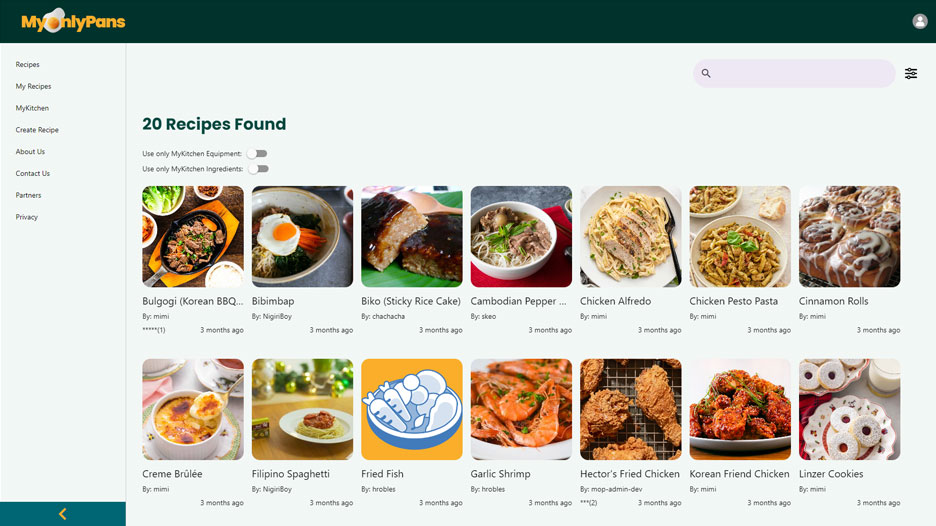 MyOnlyPans
Recipes
My Recipes
MyKitchen
Create Recipe
About Us
Contact Us
Partners
Privacy
20 Recipes Found
Use only MyKitchen Equipment:
Use only MyKitchen Ingredients:
Bulgogi (Korean BBQ... Bibimbap Biko (Sticky Rice Cake) Cambodian Pepper ... Chicken Alfredo Chicken Pesto Pasta Cinnamon Rolls
By: mimi By: NigiriBoy By: chachacha By: skeo By: mimi By: mimi By: mimi
*****(1) 3 months ago 3 months ago 3 months ago 3 months ago 3 months ago 3 months ago 3 months ago
Creme Brûlée Filipino Spaghetti Fried Fish Garlic Shrimp Hector's Fried Chicken Korean Friend Chicken Linzer Cookies
By: mimi By: NigiriBoy By: hrobles By: hrobles By: mop-admin-dev By: mimi By: mimi
3 months ago 3 months ago 3 months ago 3 months ago ***(2) 3 months ago 3 months ago 3 months ago